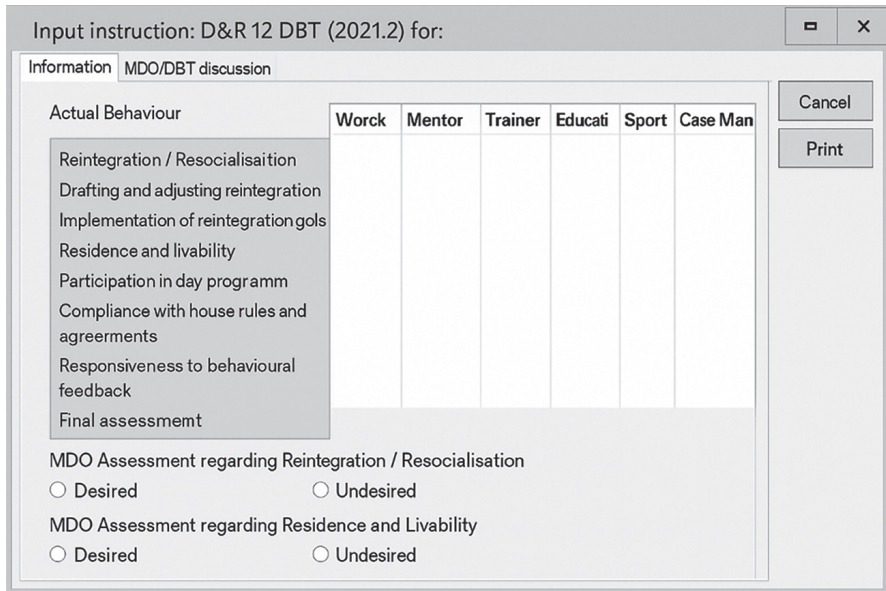 Input instruction: D&R 12 DBT (2021.2) for:
Information MDO/DBT discussion
Cancel
Print
Actual Behaviour
Worck Mentor Trainer Educati Sport Case Man
Reintegration / Resocialisaition
Drafting and adjusting reintegration
Implementation of reintegration gols
Residence and livability
Participation in day programm
Compliance with house rules and
agreerments
Responsiveness to behavioural
feedback
Final assessmemt
MDO Assessment regarding Reintegration / Resocialisation
Desired Undesired
MDO Assessment regarding Residence and Livability
Desired Undesired